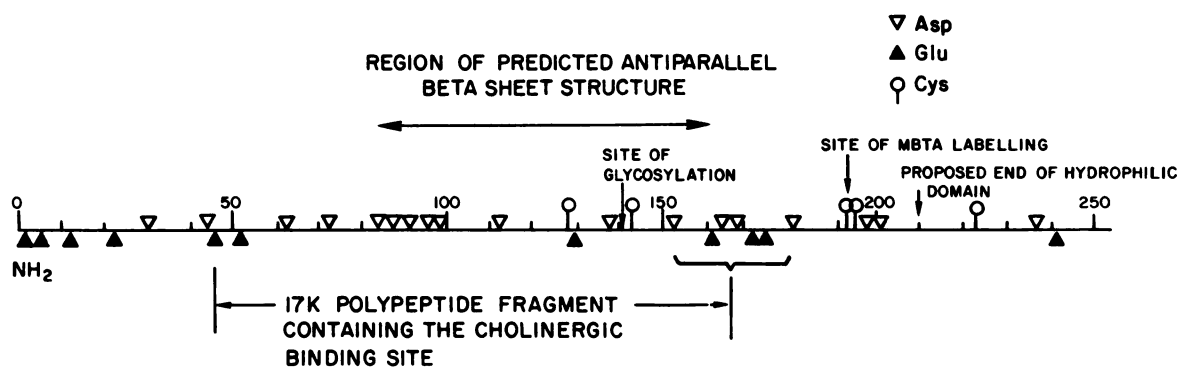 Asp
Glu
Cys
REGION OF PREDICTED ANTIPARALLEL
BETA SHEET STRUCTURE
SITE OF
GLYCOSYLATION
SITE OF MBTA LABELLING
PROPOSED END OF HYDROPHILIC
DOMAIN
0 50 100 150 200 250
NH2
17K POLYPEPTIDE FRAGMENT
CONTAINING THE CHOLINERGIC
BINDING SITE